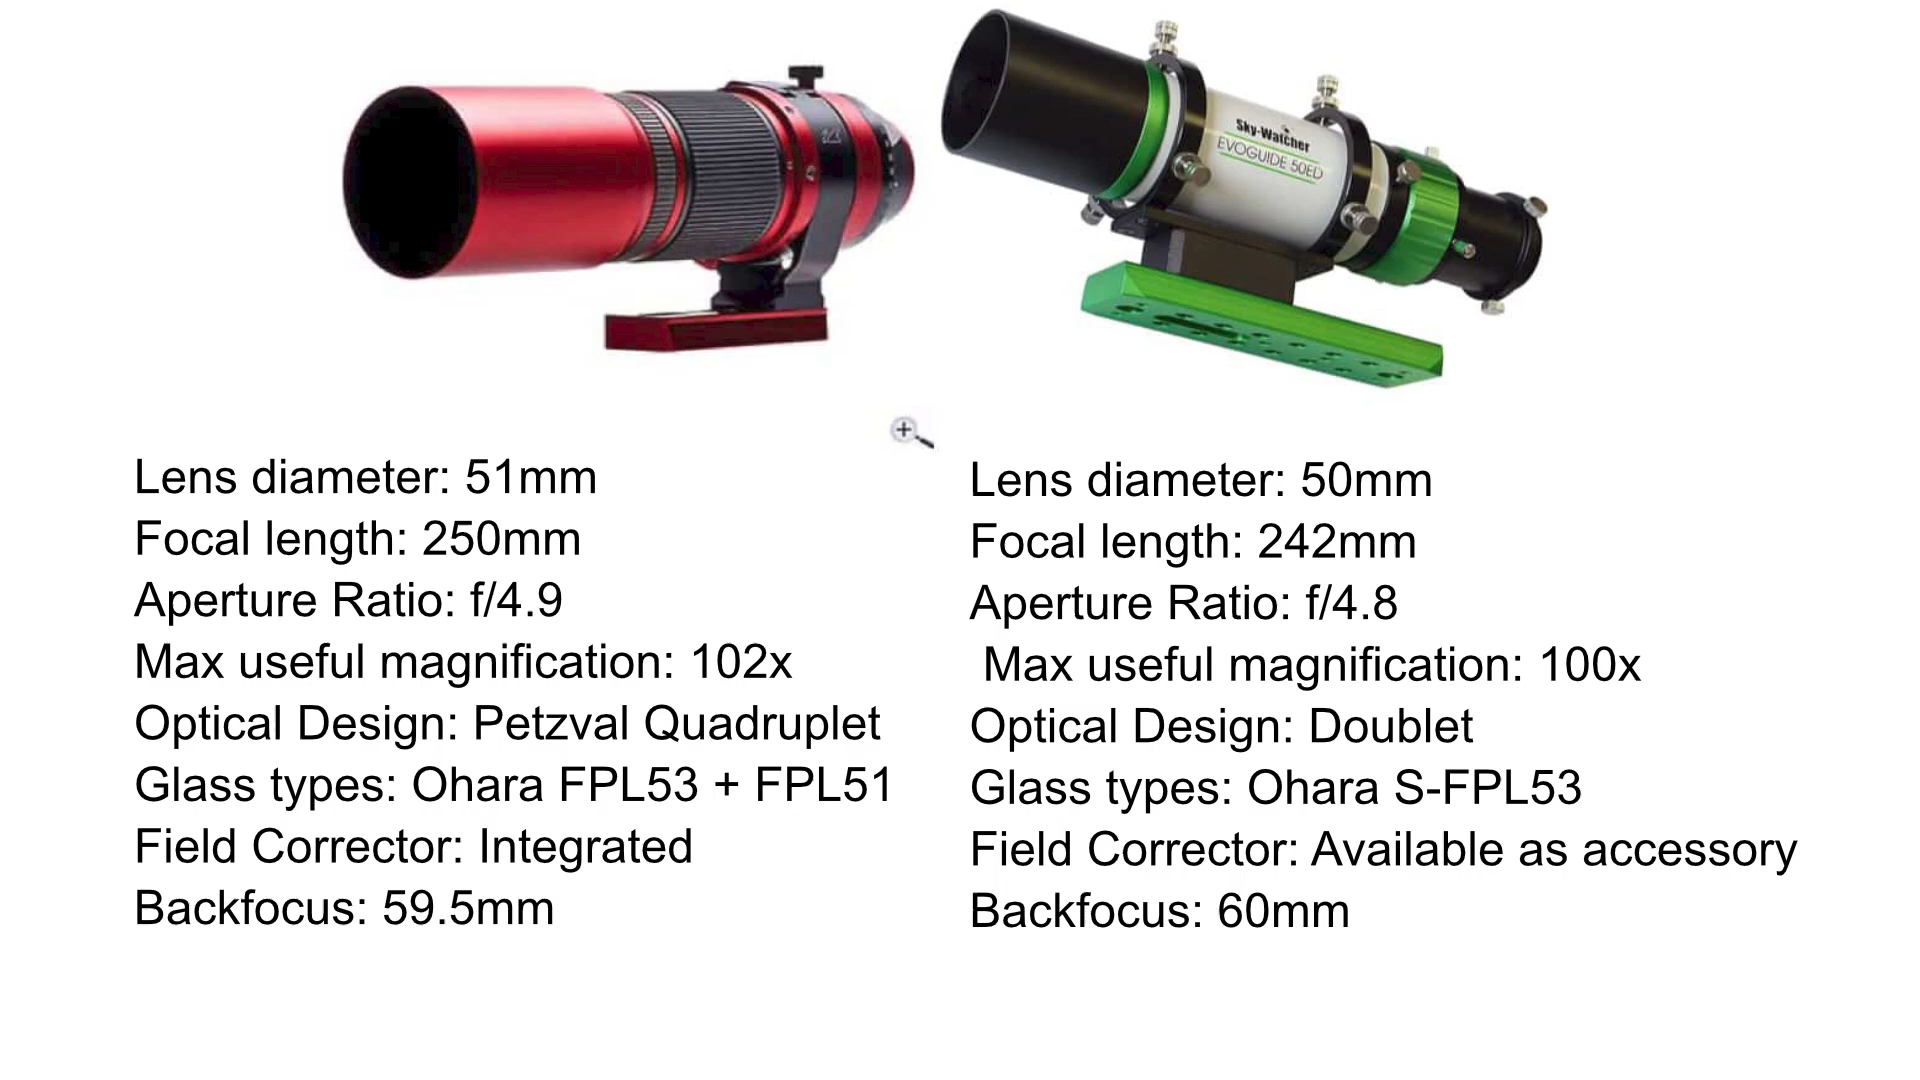 Sky-Watcher
EVOGUIDE 50ED
Lens diameter: 51mm
Focal length: 250mm
Aperture Ratio: f/4.9
Max useful magnification: 102x
Optical Design: Petzval Quadruplet
Glass types: Ohara FPL53 + FPL51
Field Corrector: Integrated
Backfocus: 59.5mm
Lens diameter: 50mm
Focal length: 242mm
Aperture Ratio: f/4.8
Max useful magnification: 100x
Optical Design: Doublet
Glass types: Ohara S-FPL53
Field Corrector: Available as accessory
Backfocus: 60mm